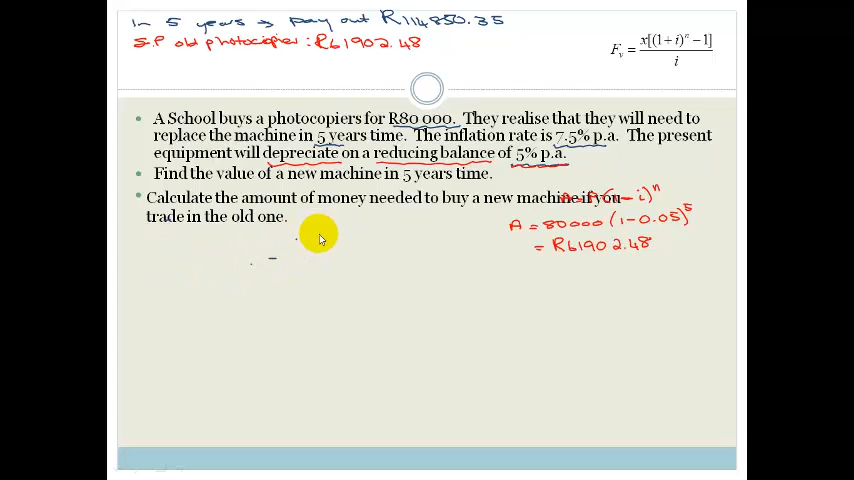 In 5 years → pay out R114850.35
S.P old photocopier: R61902.48
Fv = x[(1+i)^n −1] / i
A School buys a photocopiers for R80 000. They realise that they will need to
replace the machine in 5 years time. The inflation rate is 7.5% p.a. The present
equipment will depreciate on a reducing balance of 5% p.a.
Find the value of a new machine in 5 years time.
Calculate the amount of money needed to buy a new machine if you
trade in the old one.
A = P(1 − i)^n
A = 80000(1−0.05)^5
= R61902.48